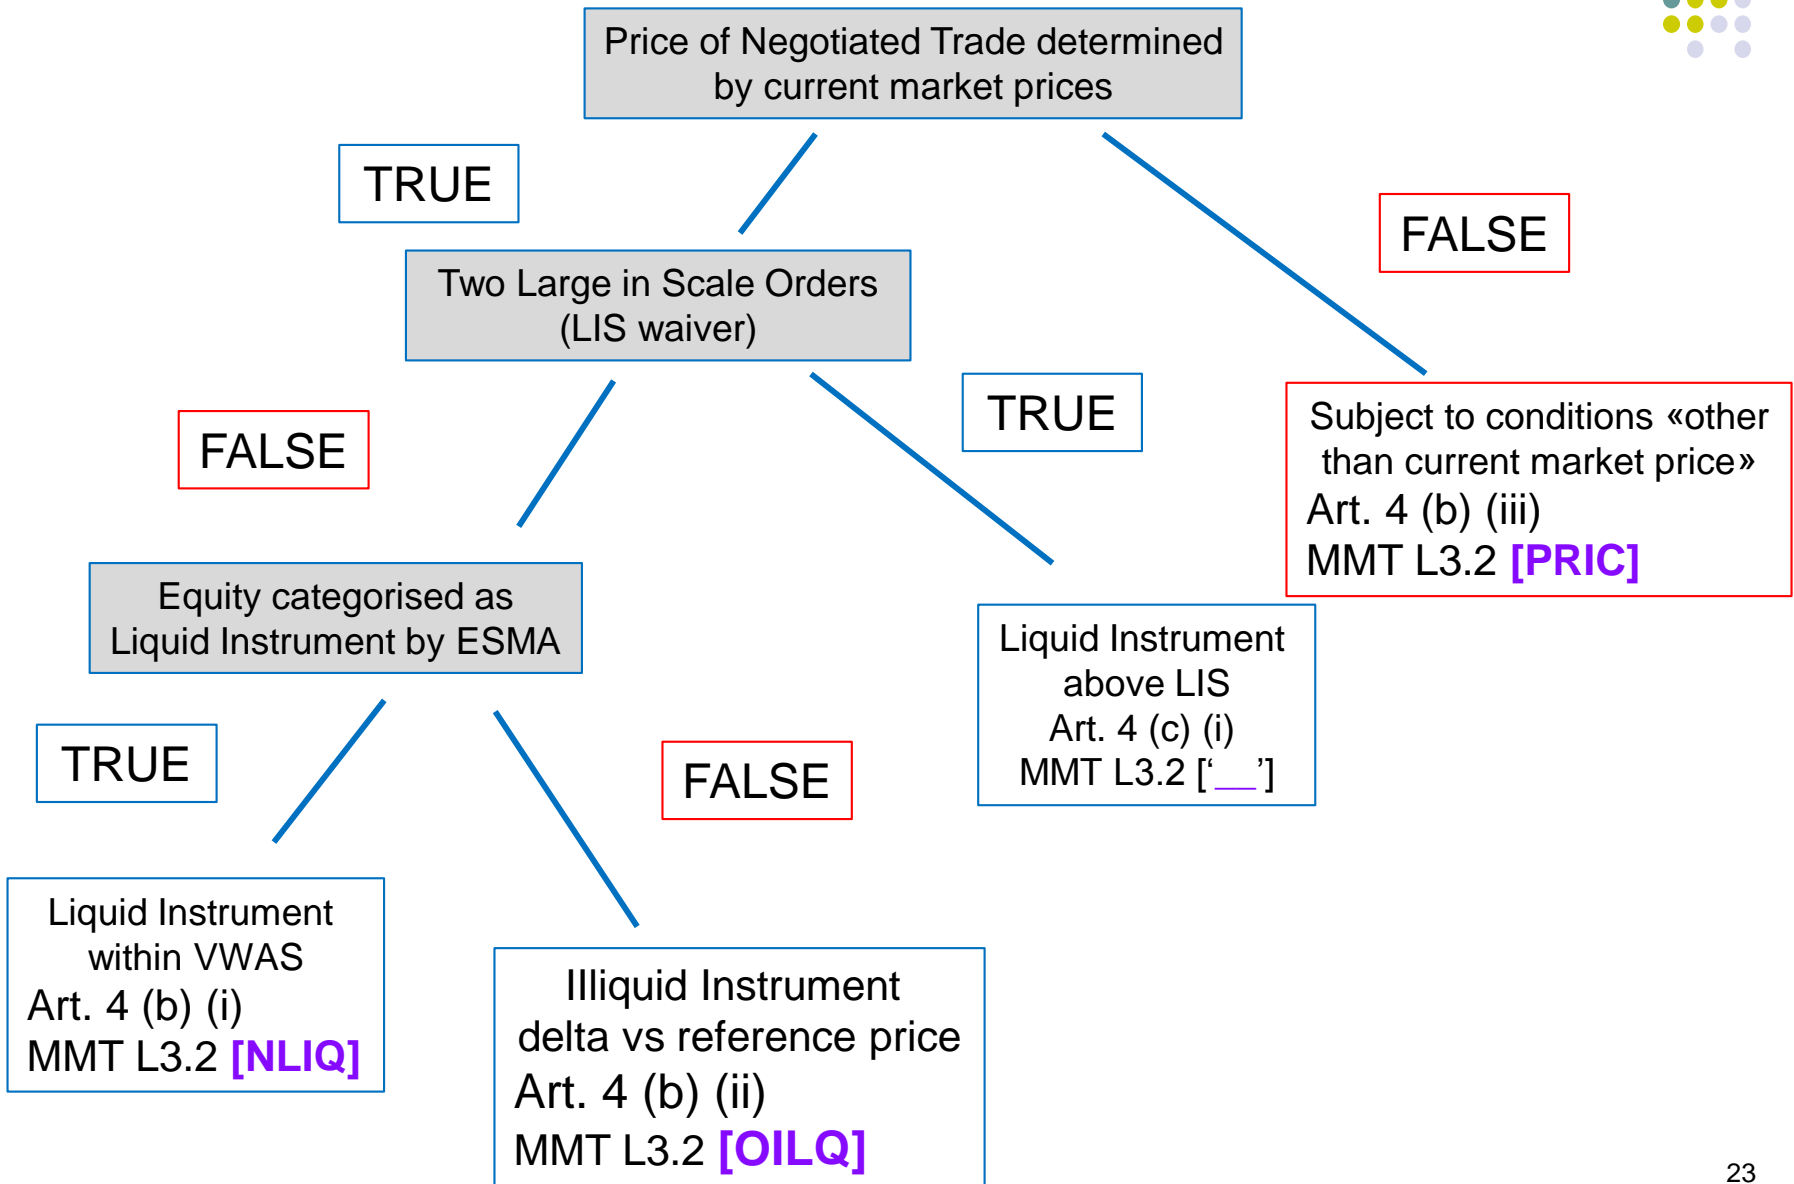 Price of Negotiated Trade determined
by current market prices
TRUE
FALSE
Two Large in Scale Orders
(LIS waiver)
FALSE
TRUE
Subject to conditions «other
than current market price»
Art. 4 (b) (iii)
MMT L3.2 [PRIC]
Equity categorised as
Liquid Instrument by ESMA
Liquid Instrument
above LIS
Art. 4 (c) (i)
MMT L3.2 [‘__’]
TRUE
FALSE
Liquid Instrument
within VWAS
Art. 4 (b) (i)
MMT L3.2 [NLIQ]
Illiquid Instrument
delta vs reference price
Art. 4 (b) (ii)
MMT L3.2 [OILQ]
23